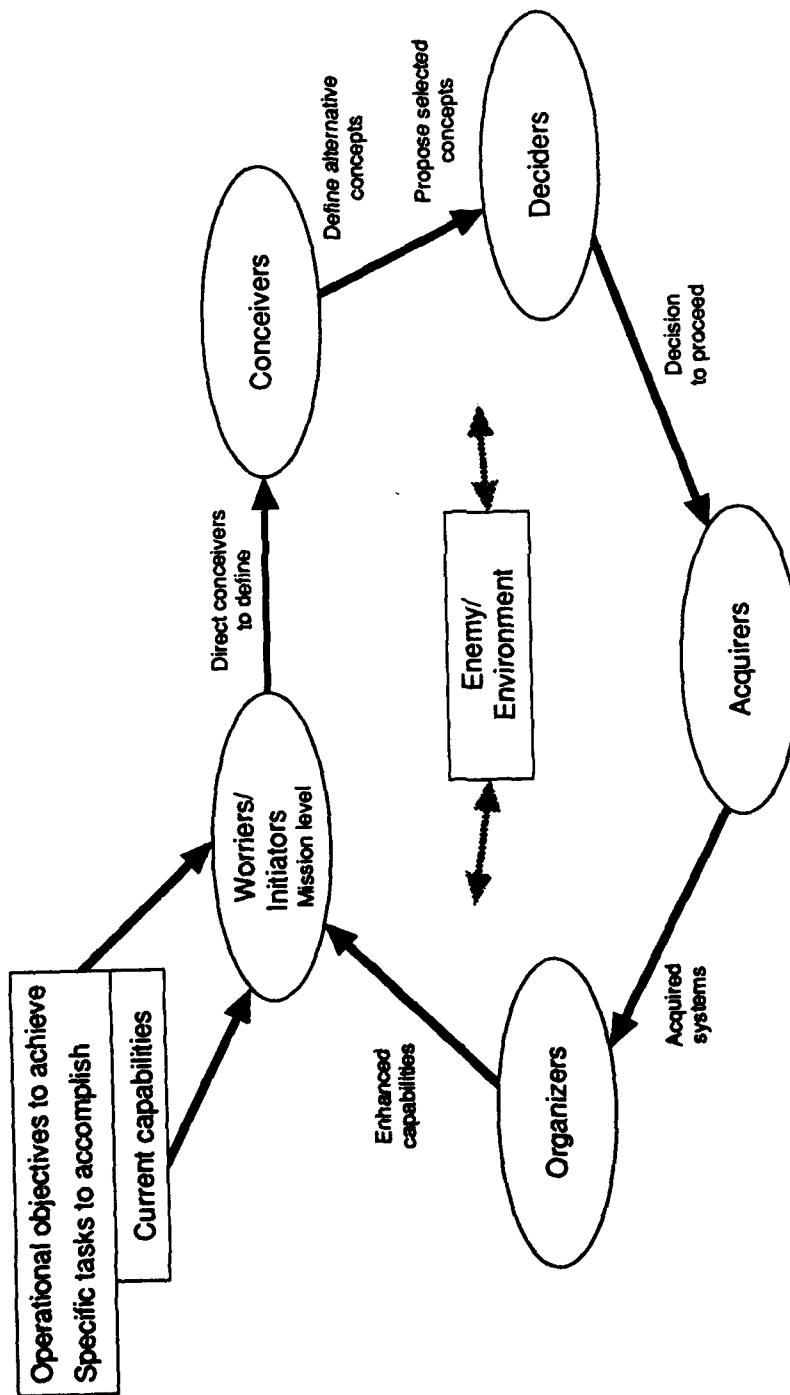 Operational objectives to achieve
Specific tasks to accomplish
Current capabilities
Worriers/
Initiators
Mission level
Direct conceivers
to define
Conceivers
Define alternative
concepts
Propose selected
concepts
Deciders
Decision
to proceed
Acquirers
Acquired
systems
Organizers
Enhanced
capabilities
Enemy/
Environment